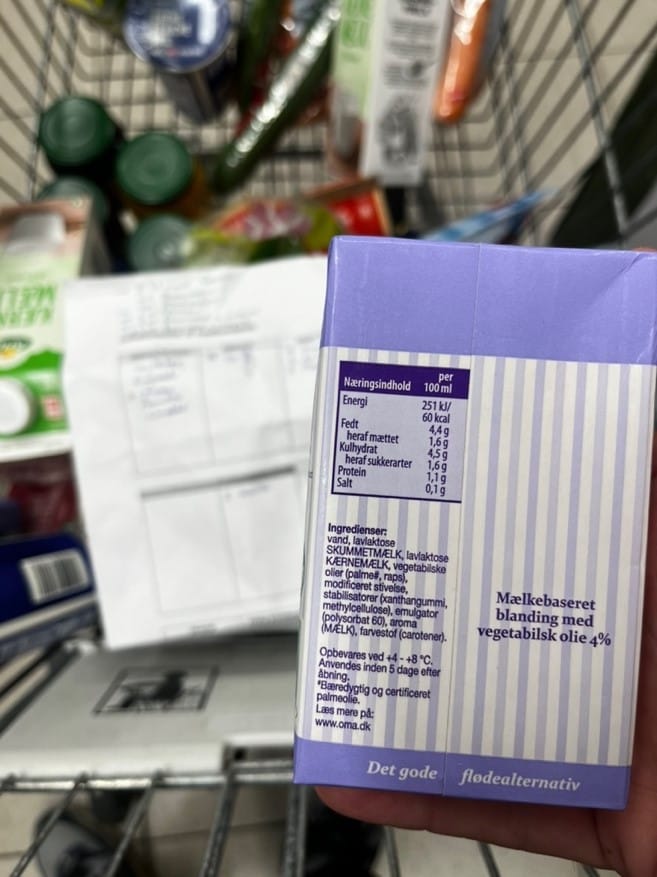 Næringsindhold per 100 ml
Energi 251 kJ/
60 kcal
Fedt 4,4 g
heraf mættet 1,6 g
Kulhydrat 4,5 g
heraf sukkerarter 1,6 g
Protein 1,1 g
Salt 0,1 g
Ingredienser:
vand, lavlaktose
SKUMMETMÆLK, lavlaktose
KÆRNEMÆLK, vegetabilske
olier (palme#, raps),
modificeret stivelse,
stabilisatorer (xanthangummi,
methylcellulose), emulgator
(polysorbat 60), aroma
(MÆLK), farvestof (carotener).
Opbevares ved +4 - +8 °C.
Anvendes inden 5 dage efter
åbning.
*Bæredygtig og certificeret
palmeolie.
Læs mere på:
www.oma.dk
Mælkebaseret
blanding med
vegetabilsk olie 4%
Det gode flødealternativ